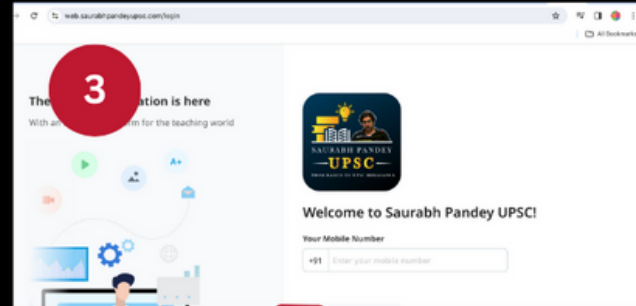 web.saurabhpandeyupsc.com/login
All Bookmarks
3
The ation is here
With an rm for the teaching world
A+
SAURABH PANDEY
UPSC
Welcome to Saurabh Pandey UPSC!
Your Mobile Number
+91 Enter your mobile number